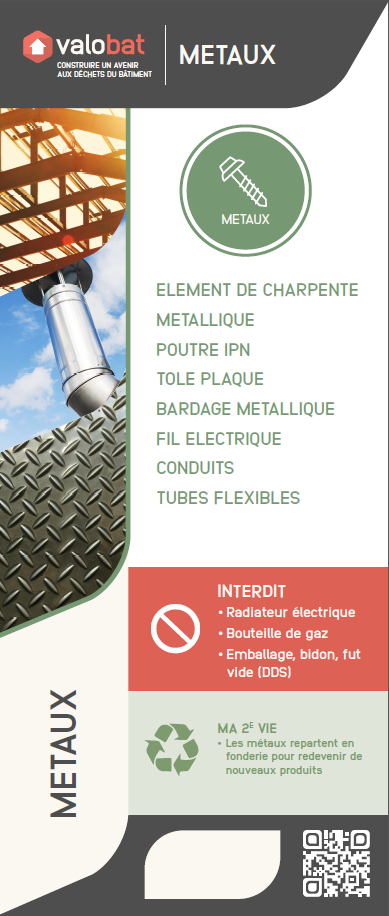 valobat
CONSTRUIRE UN AVENIR
AUX DÉCHETS DU BÂTIMENT
METAUX
METAUX
ELEMENT DE CHARPENTE
METALLIQUE
POUTRE IPN
TOLE PLAQUE
BARDAGE METALLIQUE
FIL ELECTRIQUE
CONDUITS
TUBES FLEXIBLES
INTERDIT
• Radiateur électrique
• Bouteille de gaz
• Emballage, bidon, fut
vide (DDS)
MA 2E VIE
• Les métaux repartent en
fonderie pour redevenir de
nouveaux produits
METAUX